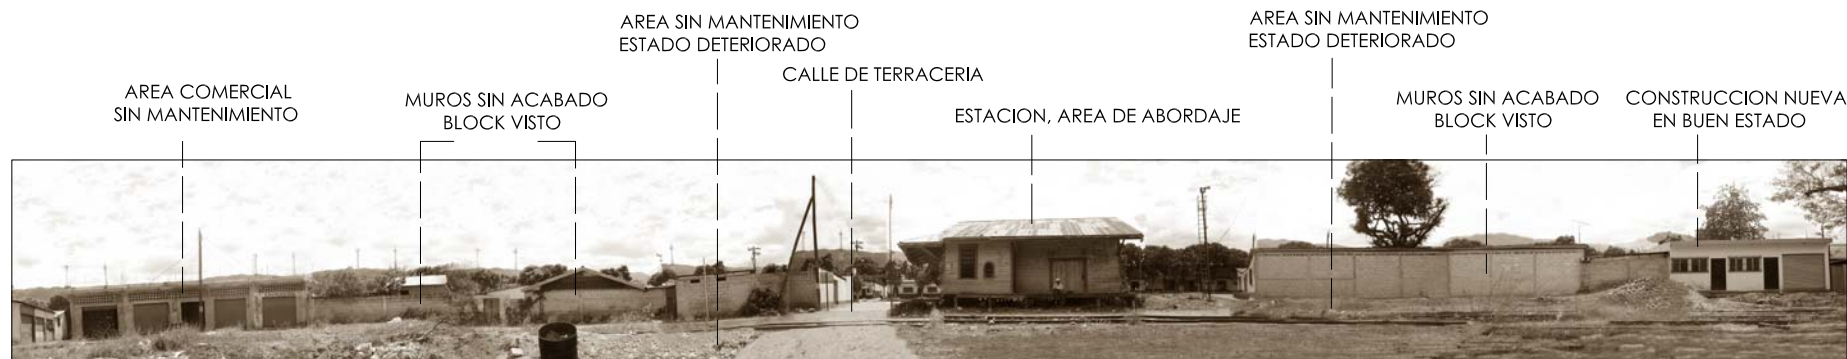 AREA COMERCIAL
SIN MANTENIMIENTO
MUROS SIN ACABADO
BLOCK VISTO
AREA SIN MANTENIMIENTO
ESTADO DETERIORADO
CALLE DE TERRACERIA
ESTACION, AREA DE ABORDAJE
AREA SIN MANTENIMIENTO
ESTADO DETERIORADO
MUROS SIN ACABADO
BLOCK VISTO
CONSTRUCCION NUEVA
EN BUEN ESTADO